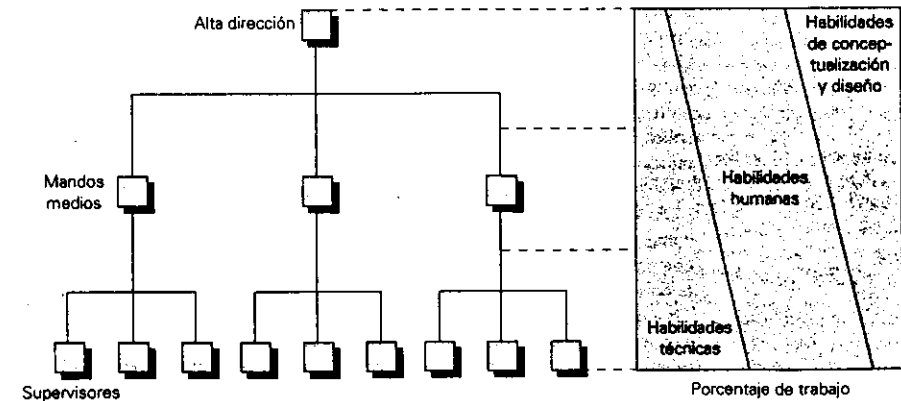 Alta dirección
Habilidades
de concep-
tualización
y diseño
Mandos
medios
Habilidades
humanas
Habilidades
técnicas
Supervisores
Porcentaje de trabajo